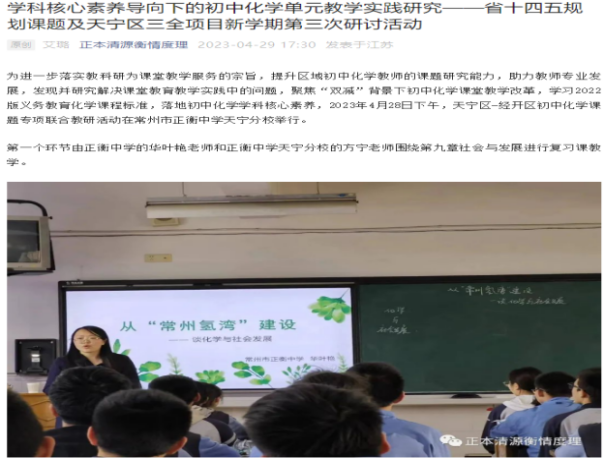 学科核心素养导向下的初中化学单元教学实践研究——省十四五规
划课题及天宁区三全项目新学期第三次研讨活动
原创 艾璐 正本清源衡情度理 2023-04-29 17:30 发表于江苏
为进一步落实教科研为课堂教学服务的宗旨，提升区域初中化学教师的课题研究能力，助力教师专业发
展，发现并研究解决课堂教育教学实践中的问题，聚焦“双减”背景下初中化学课堂教学改革，学习2022
版义务教育化学课程标准，落地初中化学学科核心素养，2023年4月28日下午，天宁区-经开区初中化学课
题专项联合教研活动在常州市正衡中学天宁分校举行。
第一个环节由正衡中学的华叶艳老师和正衡中学天宁分校的方宁老师围绕第九章社会与发展进行复习课教
学。
从“常州氢湾”建设
——谈化学与社会发展
常州市正衡中学
从“常州氢湾”建设
正本清源衡情度理